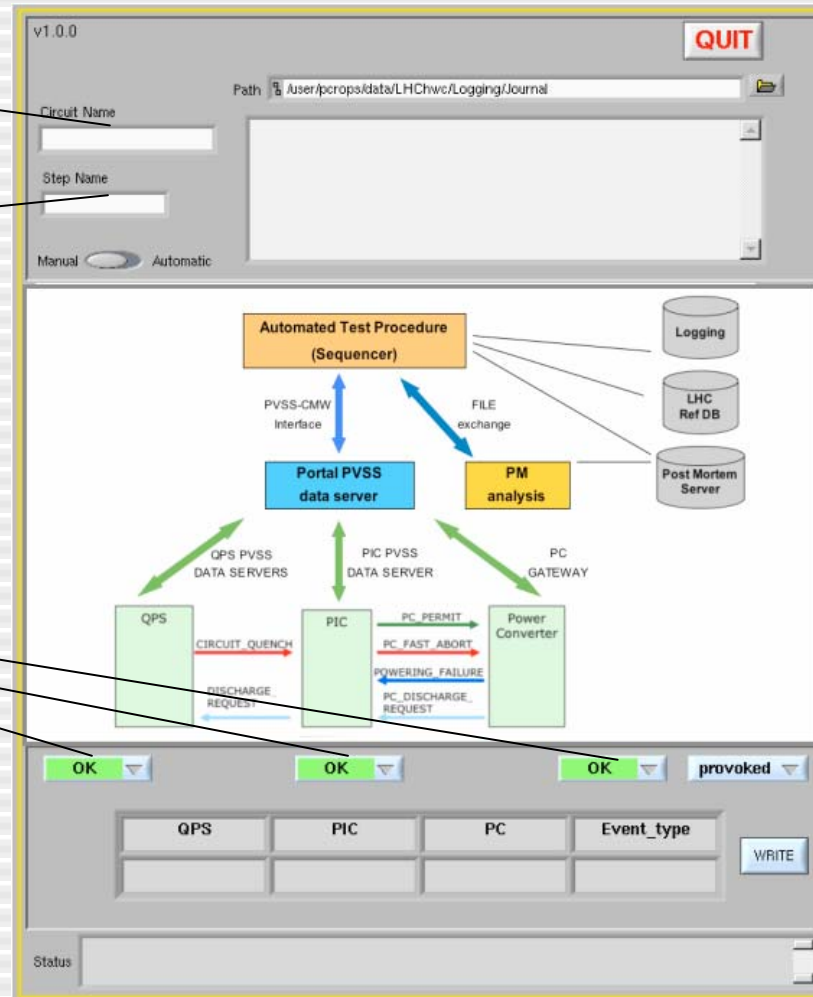 v1.0.0
QUIT
Path /user/pcrops/data/LHChwc/Logging/Journal
Circuit Name
Step Name
Manual Automatic
Automated Test Procedure
(Sequencer)
Logging
LHC
Ref DB
Post Mortem
Server
PVSS-CMW
Interface
FILE
exchange
Portal PVSS
data server
PM
analysis
QPS PVSS
DATA SERVERS
PIC PVSS
DATA SERVER
PC
GATEWAY
QPS
CIRCUIT_QUENCH
DISCHARGE_
REQUEST
PIC
PC_PERMIT
PC_FAST_ABORT
POWERING_FAILURE
PC_DISCHARGE_
REQUEST
Power
Converter
OK OK OK provoked
QPS PIC PC Event_type
WRITE
Status